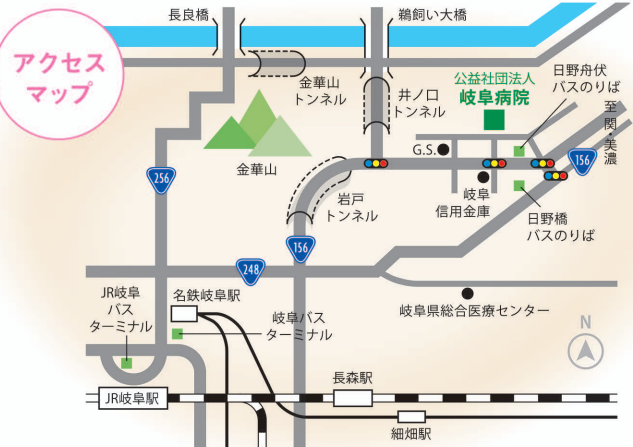 アクセス
マップ
長良橋
鵜飼い大橋
金華山
トンネル
井ノ口
トンネル
公益社団法人
岐阜病院
日野舟伏
バスのりば
至
関・美濃
G.S.
156
256
金華山
岩戸
トンネル
岐阜
信用金庫
日野橋
バスのりば
156
248
JR岐阜
バス
ターミナル
名鉄岐阜駅
岐阜バス
ターミナル
岐阜県総合医療センター
N
JR岐阜駅
長森駅
細畑駅